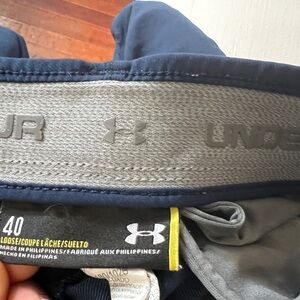 UR UNDE
40
LOOSE/COUPE LÂCHE/SUELTO
MADE IN PHILIPPINES/FABRIQUÉ AUX PHILIPPINES/
HECHO EN FILIPINAS